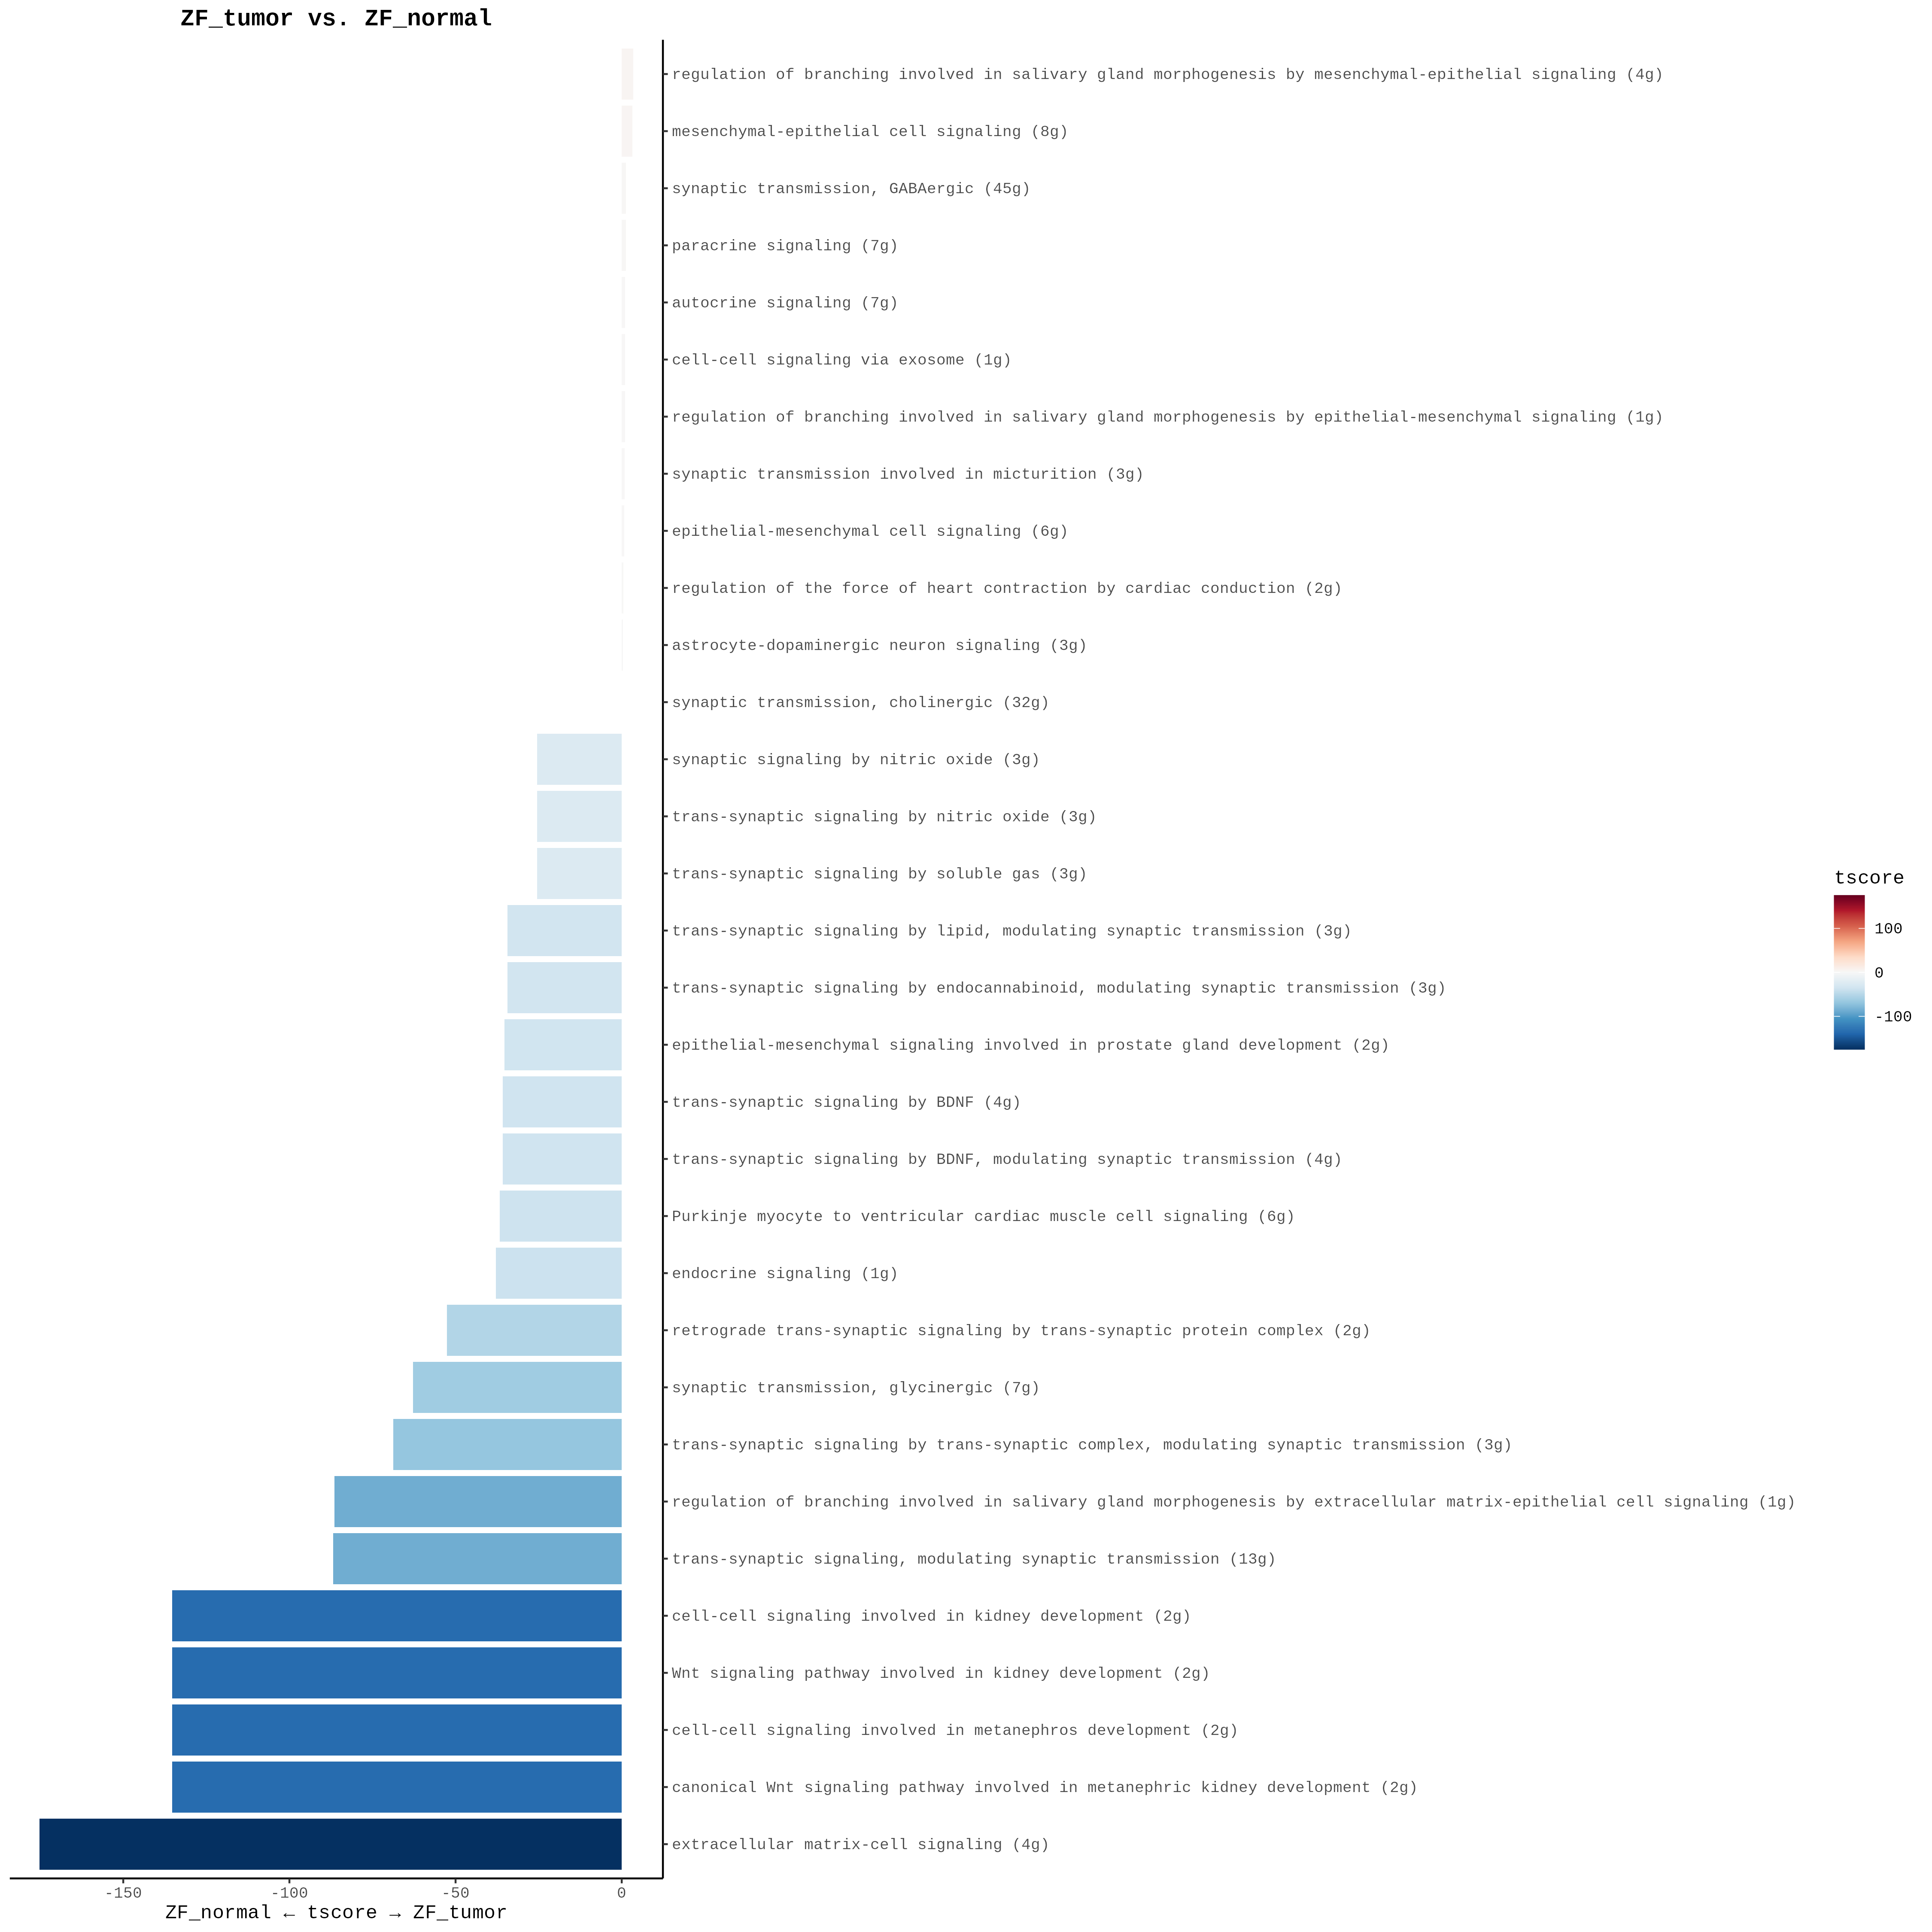 ZF_tumor vs. ZF_normal
regulation of branching involved in salivary gland morphogenesis by mesenchymal-epithelial signaling (4g)
mesenchymal-epithelial cell signaling (8g)
synaptic transmission, GABAergic (45g)
paracrine signaling (7g)
autocrine signaling (7g)
cell-cell signaling via exosome (1g)
regulation of branching involved in salivary gland morphogenesis by epithelial-mesenchymal signaling (1g)
synaptic transmission involved in micturition (3g)
epithelial-mesenchymal cell signaling (6g)
regulation of the force of heart contraction by cardiac conduction (2g)
astrocyte-dopaminergic neuron signaling (3g)
synaptic transmission, cholinergic (32g)
synaptic signaling by nitric oxide (3g)
trans-synaptic signaling by nitric oxide (3g)
trans-synaptic signaling by soluble gas (3g)
trans-synaptic signaling by lipid, modulating synaptic transmission (3g)
trans-synaptic signaling by endocannabinoid, modulating synaptic transmission (3g)
epithelial-mesenchymal signaling involved in prostate gland development (2g)
trans-synaptic signaling by BDNF (4g)
trans-synaptic signaling by BDNF, modulating synaptic transmission (4g)
Purkinje myocyte to ventricular cardiac muscle cell signaling (6g)
endocrine signaling (1g)
retrograde trans-synaptic signaling by trans-synaptic protein complex (2g)
synaptic transmission, glycinergic (7g)
trans-synaptic signaling by trans-synaptic complex, modulating synaptic transmission (3g)
regulation of branching involved in salivary gland morphogenesis by extracellular matrix-epithelial cell signaling (1g)
trans-synaptic signaling, modulating synaptic transmission (13g)
cell-cell signaling involved in kidney development (2g)
Wnt signaling pathway involved in kidney development (2g)
cell-cell signaling involved in metanephros development (2g)
canonical Wnt signaling pathway involved in metanephric kidney development (2g)
extracellular matrix-cell signaling (4g)
-150 -100 -50 0
ZF_normal ← tscore → ZF_tumor
tscore
100
0
-100